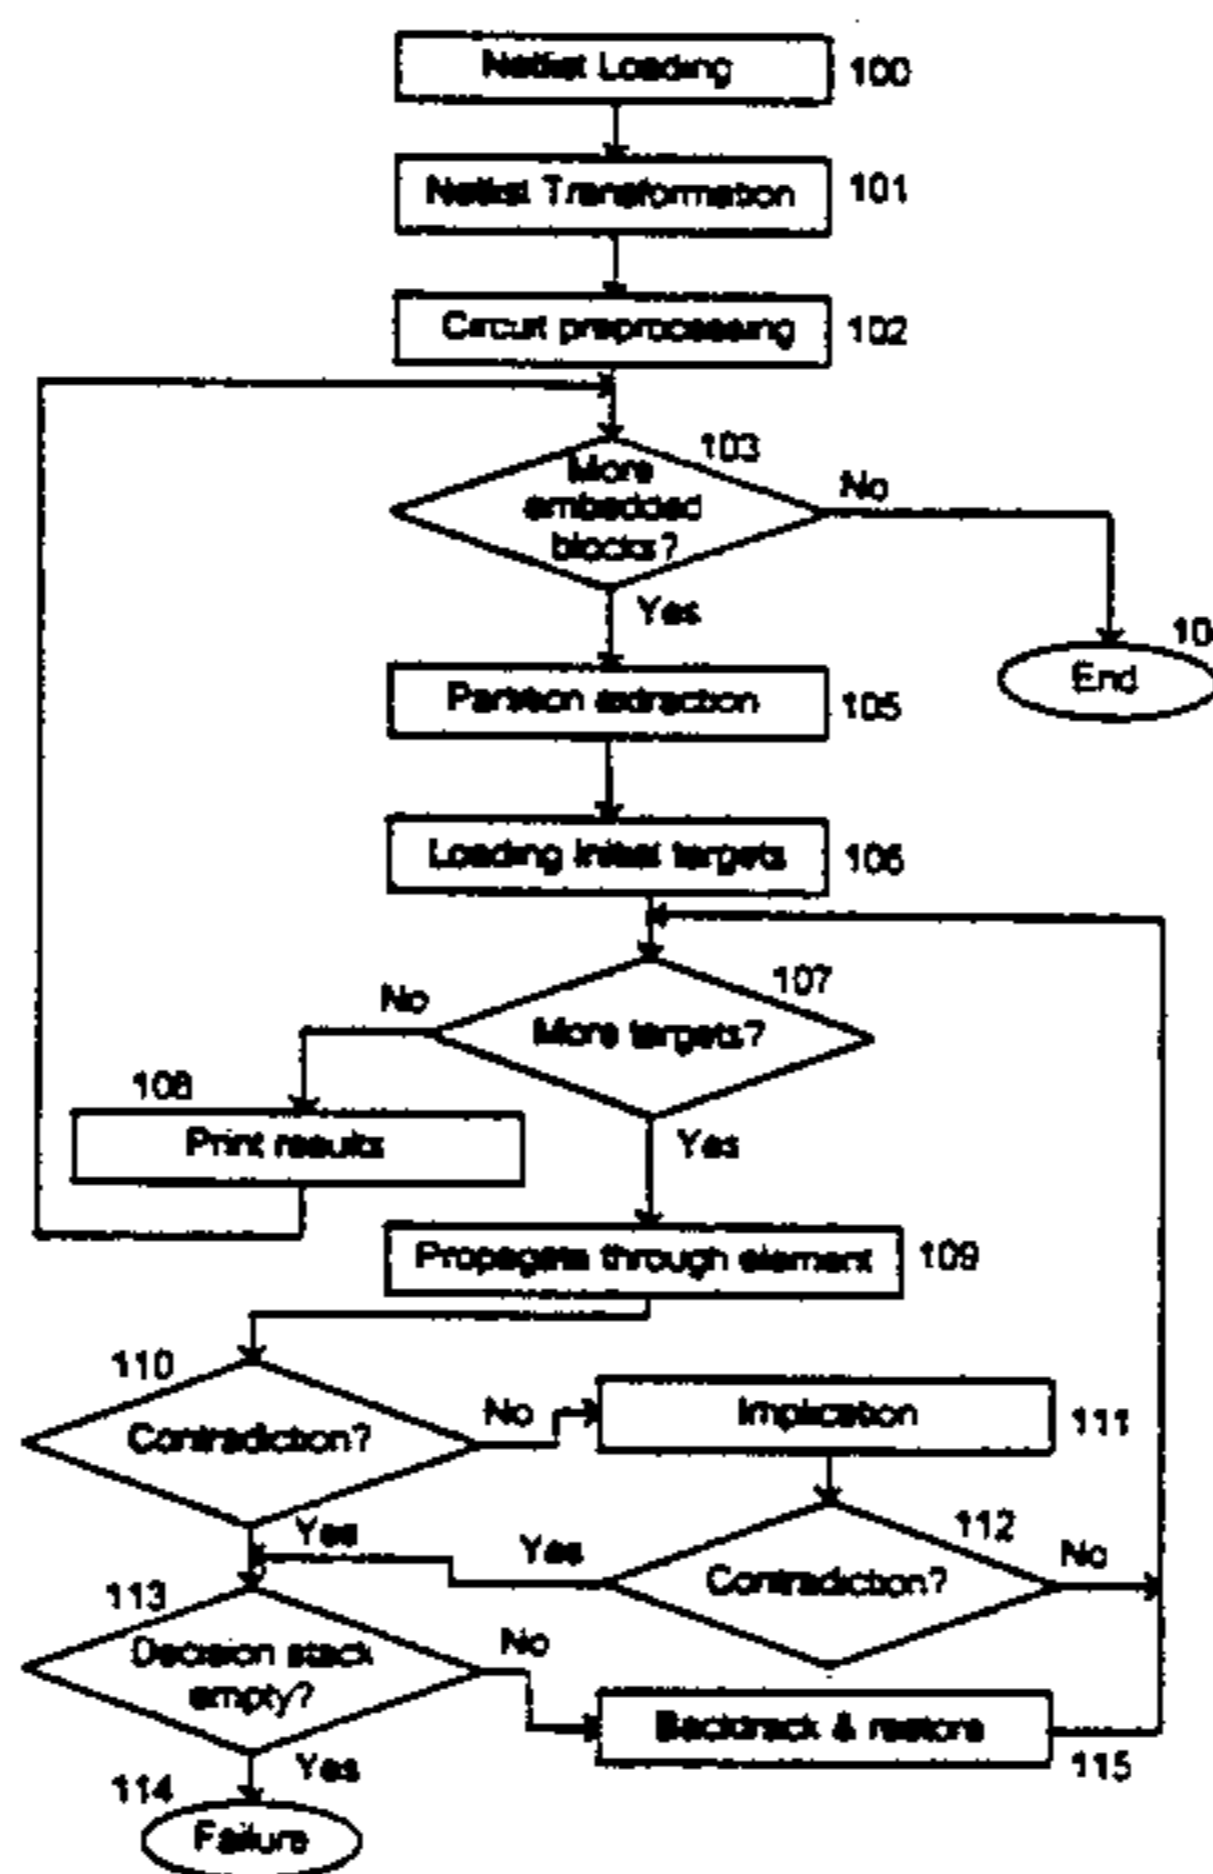 Netlist Loading 100
Netlist Transformation 101
Circuit preprocessing 102
103
More
embedded
blocks?
No
Yes
10
End
Partition extraction 105
Loading initial targets 106
107
No
More targets?
108
Print results
Yes
Propagate through element 109
110
Contradiction?
No
Implication 111
Yes
Yes
112
Contradiction?
No
113
Decision stack
empty?
No
Backtrack & restore
115
Yes
114
Failure